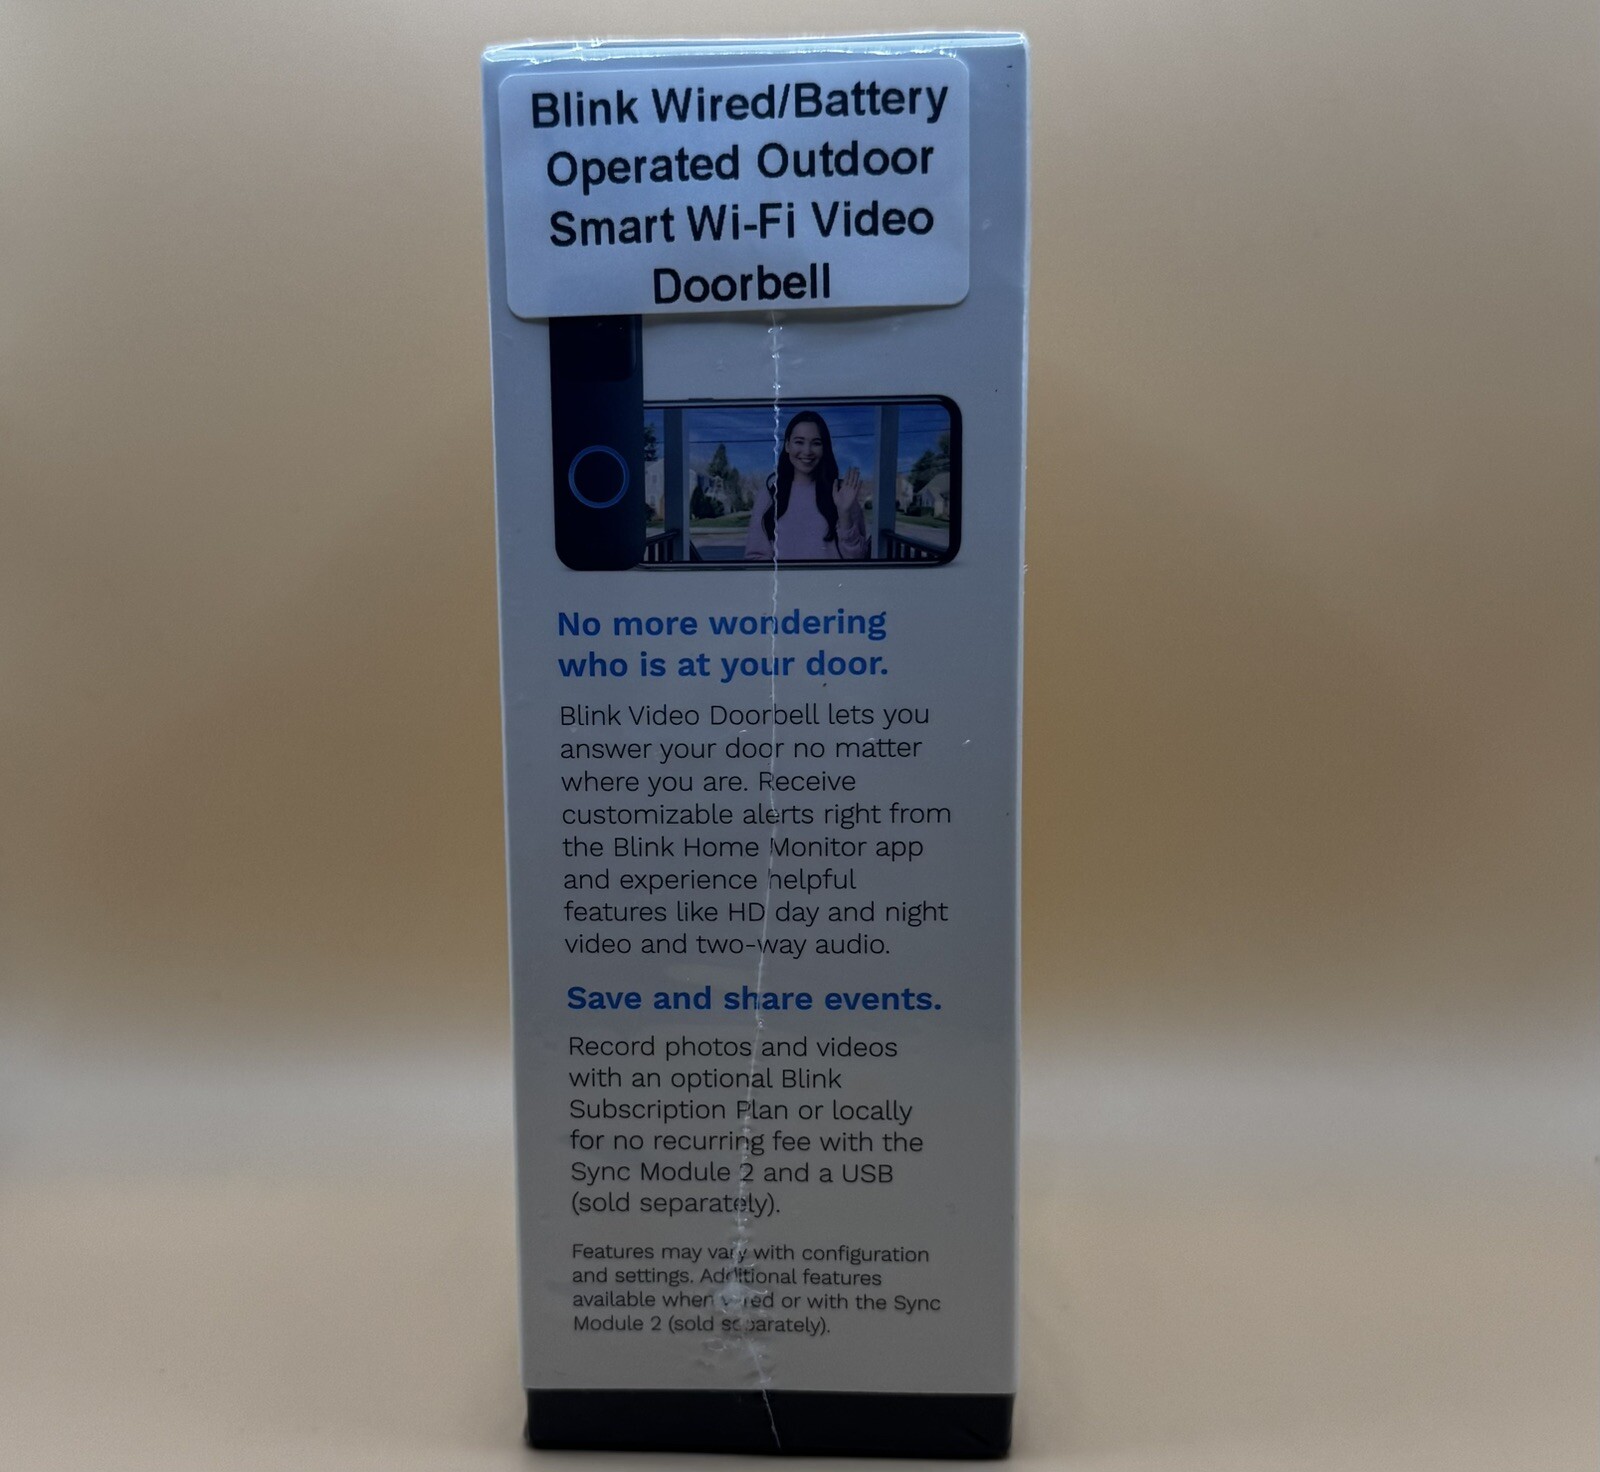 Blink Wired/Battery
Operated Outdoor
Smart Wi-Fi Video
Doorbell
No more wondering
who is at your door.
Blink Video Doorbell lets you
answer your door no matter
where you are. Receive
customizable alerts right from
the Blink Home Monitor app
and experience helpful
features like HD day and night
video and two-way audio.
Save and share events.
Record photos and videos
with an optional Blink
Subscription Plan or locally
for no recurring fee with the
Sync Module 2 and a USB
(sold separately).
Features may vary with configuration
and settings. Additional features
available when wired or with the Sync
Module 2 (sold separately).